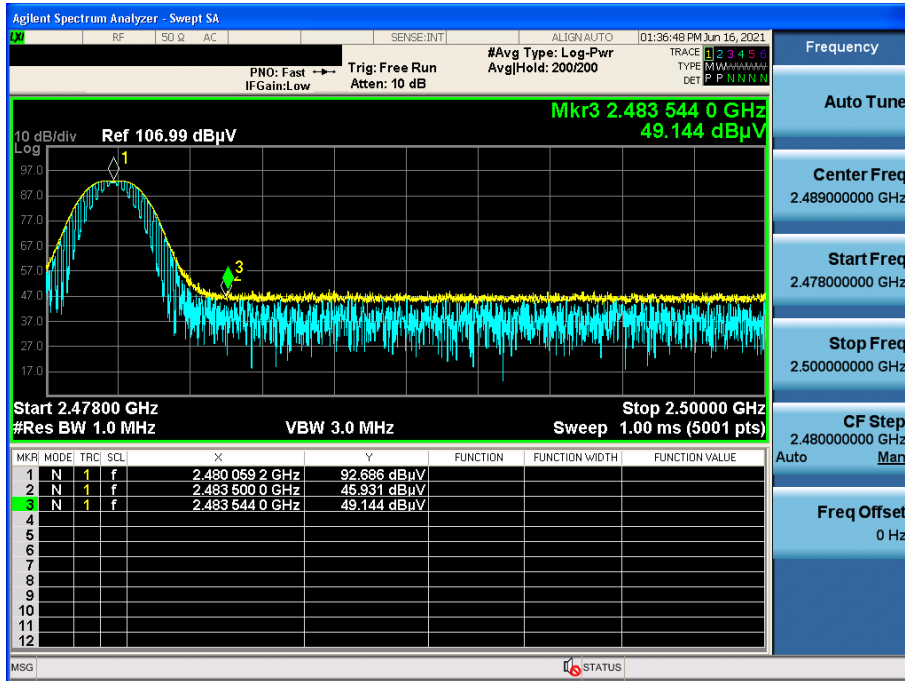 Agilent Spectrum Analyzer - Swept SA
LXI RF 50 Ω AC SENSE:INT ALIGNAUTO 01:36:48 PM Jun 16, 2021
PNO: Fast Trig: Free Run #Avg Type: Log-Pwr TRACE 1 2 3 4 5 6
IFGain:Low Atten: 10 dB Avg|Hold: 200/200 TYPE M WWWWW
DET P P N N N N
Mkr3 2.483 544 0 GHz
49.144 dBµV
10 dB/div Ref 106.99 dBµV
Log
97.0
87.0
77.0
67.0
57.0
47.0
37.0
27.0
17.0
1
3
2
Start 2.47800 GHz Stop 2.50000 GHz
#Res BW 1.0 MHz VBW 3.0 MHz Sweep 1.00 ms (5001 pts)
MKR MODE TRC SCL X Y FUNCTION FUNCTION WIDTH FUNCTION VALUE
1 N 1 f 2.480 059 2 GHz 92.686 dBµV
2 N 1 f 2.483 500 0 GHz 45.931 dBµV
3 N 1 f 2.483 544 0 GHz 49.144 dBµV
4
5
6
7
8
9
10
11
12
MSG STATUS
Frequency
Auto Tune
Center Freq
2.489000000 GHz
Start Freq
2.478000000 GHz
Stop Freq
2.500000000 GHz
CF Step
2.480000000 GHz
Auto Man
Freq Offset
0 Hz